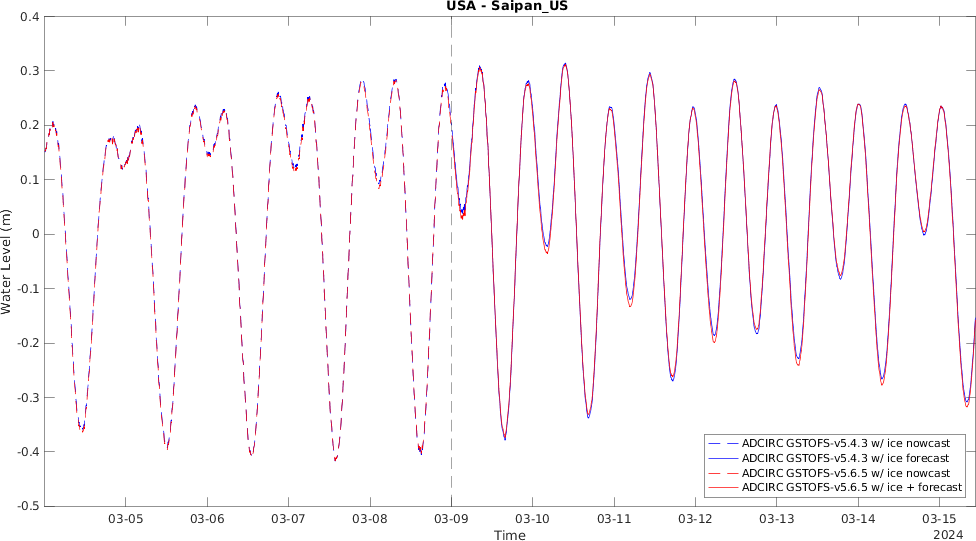 USA - Saipan_US
0.4
0.3
0.2
0.1
0
-0.1
-0.2
-0.3
-0.4
-0.5
Water Level (m)
ADCIRC GSTOFS-v5.4.3 w/ ice nowcast
ADCIRC GSTOFS-v5.4.3 w/ ice forecast
ADCIRC GSTOFS-v5.6.5 w/ ice nowcast
ADCIRC GSTOFS-v5.6.5 w/ ice + forecast
03-05 03-06 03-07 03-08 03-09 03-10 03-11 03-12 03-13 03-14 03-15
Time
2024